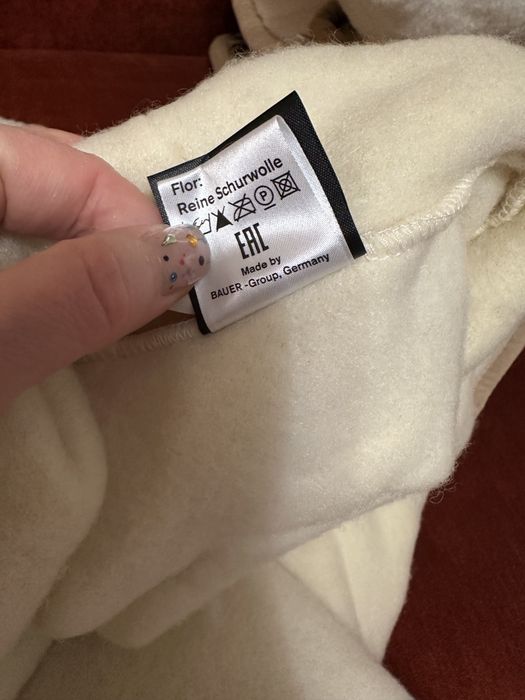 Flor:
Reine Schurwolle
P
EAC
Made by
BAUER -Group, Germany